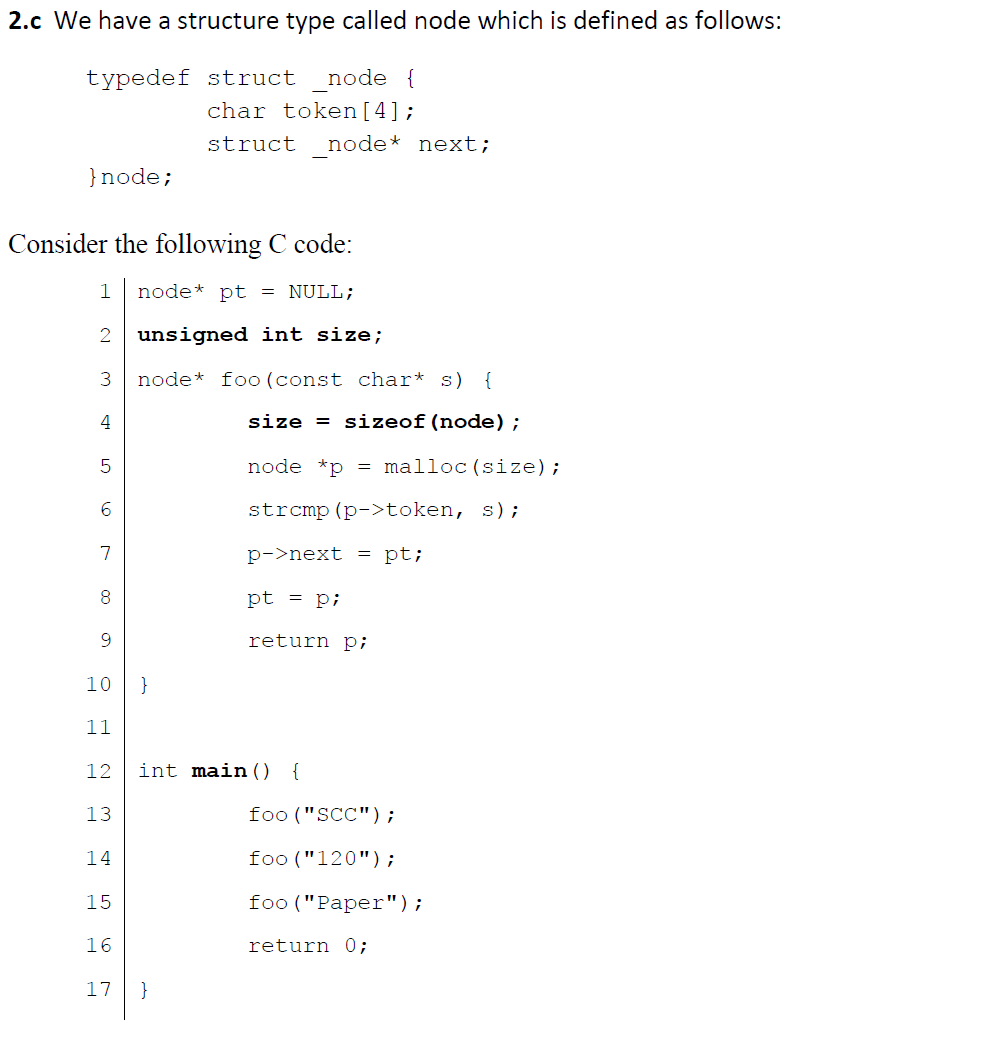 2.c We have a structure type called node which is defined as follows:
typedef struct _node {
char token[4];
struct _node* next;
}node;
Consider the following C code:
1 node* pt = NULL;
2 unsigned int size;
3 node* foo(const char* s) {
4 size = sizeof(node);
5 node *p = malloc(size);
6 strcmp(p->token, s);
7 p->next = pt;
8 pt = p;
9 return p;
10 }
11
12 int main() {
13 foo("SCC");
14 foo("120");
15 foo("Paper");
16 return 0;
17 }